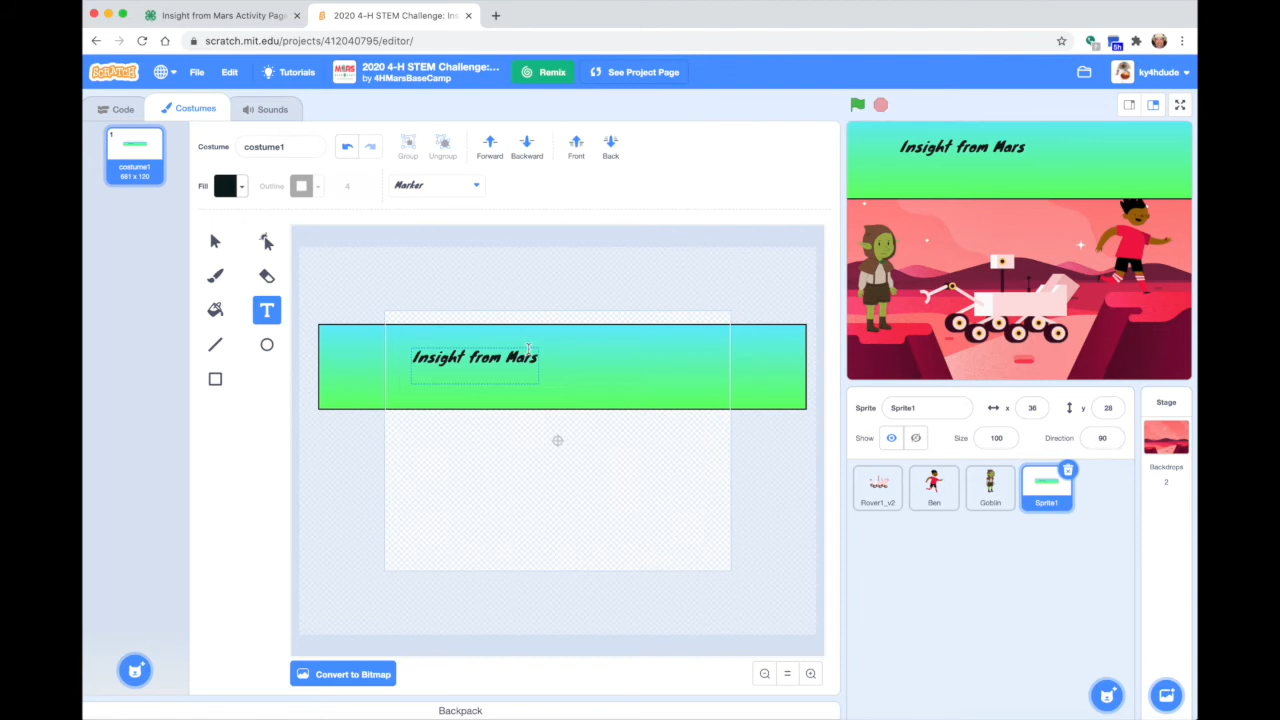 Insight from Mars Activity Page
2020 4-H STEM Challenge: Ins
scratch.mit.edu/projects/412040795/editor/
SCRATCH
File
Edit
Tutorials
2020 4-H STEM Challenge:...
by 4HMarsBaseCamp
Remix
See Project Page
ky4hdude
Code
Costumes
Sounds
1
costume1
681 x 120
Costume
costume1
Group
Ungroup
Forward
Backward
Front
Back
Fill
Outline
4
Marker
T
Insight from Mars
Insight from Mars
Convert to Bitmap
Backpack
Sprite
Sprite1
x
36
y
28
Show
Size
100
Direction
90
Rover1_v2
Ben
Goblin
Sprite1
Stage
Backdrops
2